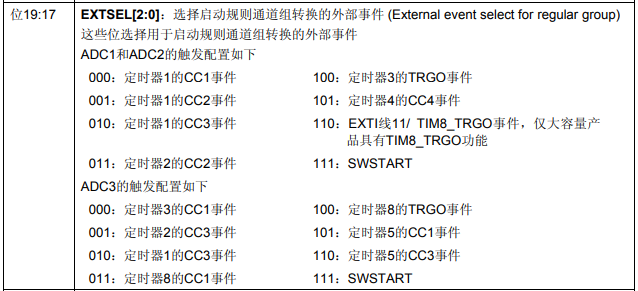 位19:17 EXTSEL[2:0]：选择启动规则通道组转换的外部事件 (External event select for regular group)
这些位选择用于启动规则通道组转换的外部事件
ADC1和ADC2的触发配置如下
000：定时器1的CC1事件 100：定时器3的TRGO事件
001：定时器1的CC2事件 101：定时器4的CC4事件
010：定时器1的CC3事件 110：EXTI线11/ TIM8_TRGO事件，仅大容量产
品具有TIM8_TRGO功能
011：定时器2的CC2事件 111：SWSTART
ADC3的触发配置如下
000：定时器3的CC1事件 100：定时器8的TRGO事件
001：定时器2的CC3事件 101：定时器5的CC1事件
010：定时器1的CC3事件 110：定时器5的CC3事件
011：定时器8的CC1事件 111：SWSTART